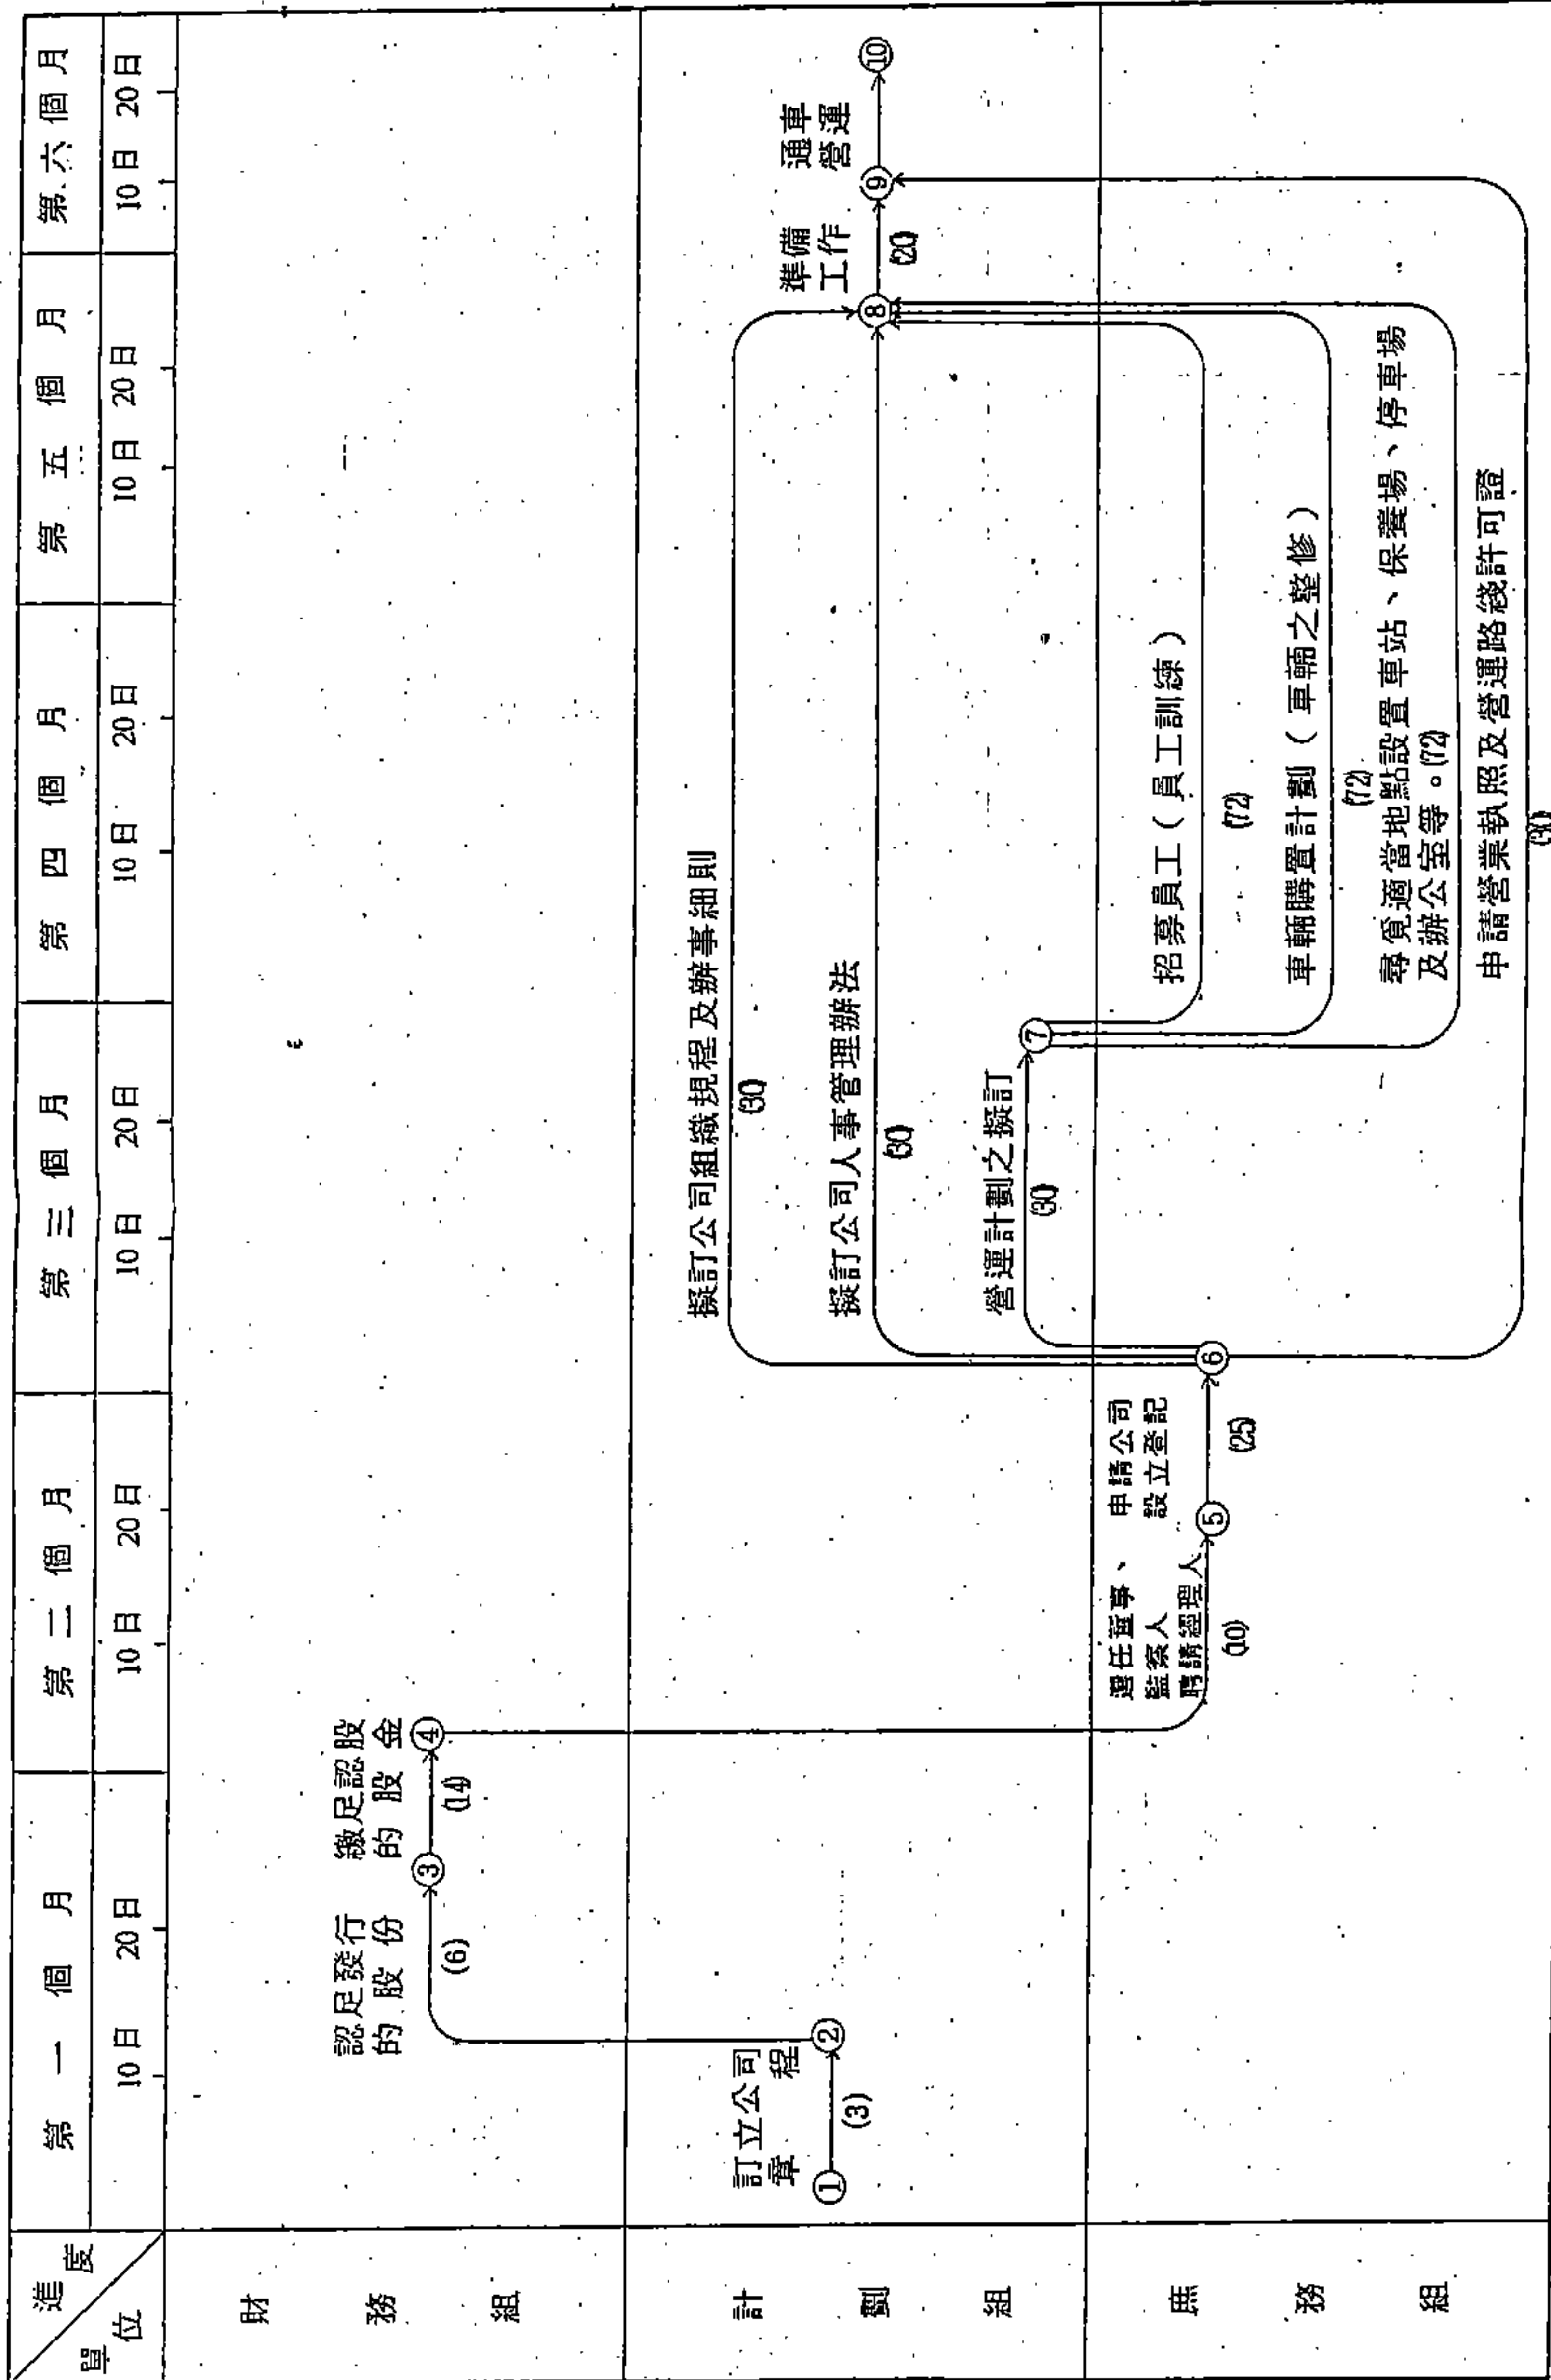 進度
單位
第一個月
第二個月
第三個月
第四個月
第五個月
第六個月
10日 20日
10日 20日
10日 20日
10日 20日
10日 20日
10日 20日
財務組
認足發行
的股份
(6)
③
繳足認股
的股金
(14)
④
計劃組
①
訂立公司
章程
(3)
②
擬訂公司組織規程及辦事細則
(30)
擬訂公司人事管理辦法
(30)
營運計劃之擬訂
(30)
⑦
⑧
準備
工作
(20)
⑨
通車
營運
⑩
庶務組
選任董事、
監察人
聘請經理人
(10)
⑤
申請公司
設立登記
(25)
⑥
招募員工(員工訓練)
(72)
車輛購置計劃(車輛之整修)
(72)
尋覓適當地點設置車站、保養場、停車場
及辦公室等。(72)
申請營業執照及營運路綫許可證